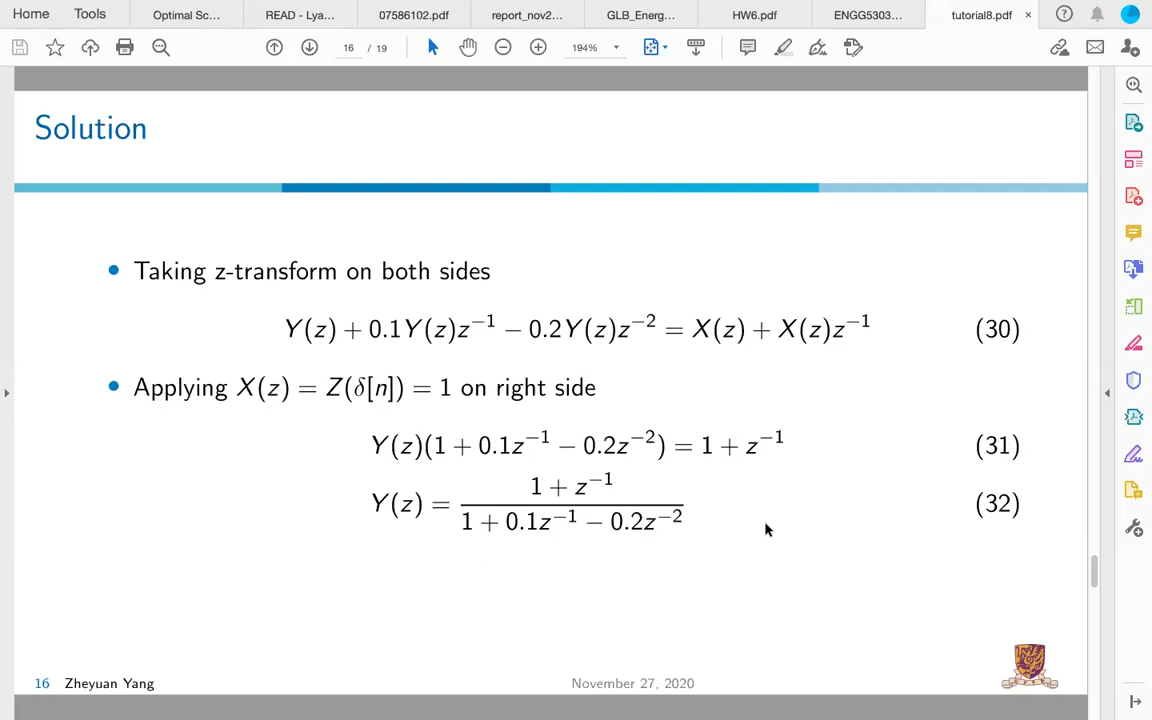 Home Tools Optimal Sc... READ - Lya... 07586102.pdf report_nov2... GLB_Energ... HW6.pdf ENGG5303... tutorial8.pdf ×
16 / 19 194%
Solution
• Taking z-transform on both sides
Y(z) + 0.1Y(z)z⁻¹ − 0.2Y(z)z⁻² = X(z) + X(z)z⁻¹ (30)
• Applying X(z) = Z(δ[n]) = 1 on right side
Y(z)(1 + 0.1z⁻¹ − 0.2z⁻²) = 1 + z⁻¹ (31)
1 + z⁻¹
Y(z) = (32)
1 + 0.1z⁻¹ − 0.2z⁻²
16 Zheyuan Yang November 27, 2020